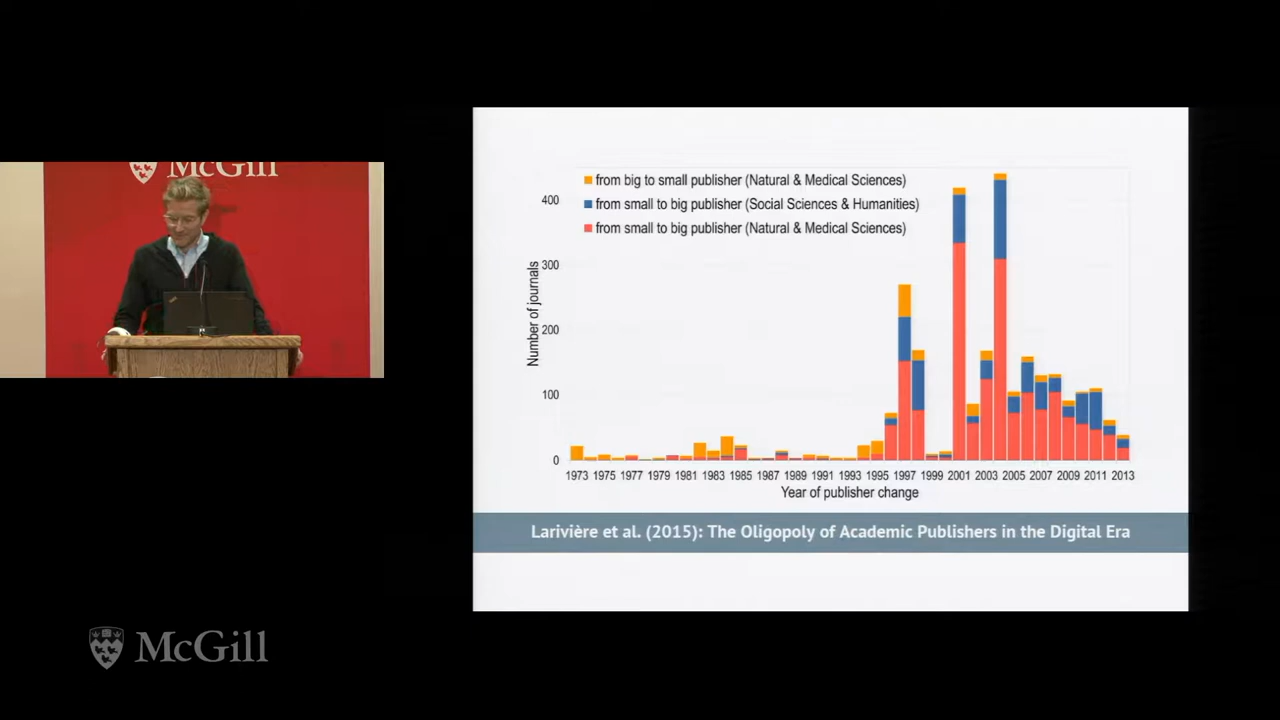 McGill
from big to small publisher (Natural & Medical Sciences)
from small to big publisher (Social Sciences & Humanities)
from small to big publisher (Natural & Medical Sciences)
Number of journals
400
300
200
100
0
1973 1975 1977 1979 1981 1983 1985 1987 1989 1991 1993 1995 1997 1999 2001 2003 2005 2007 2009 2011 2013
Year of publisher change
Larivière et al. (2015): The Oligopoly of Academic Publishers in the Digital Era
McGill